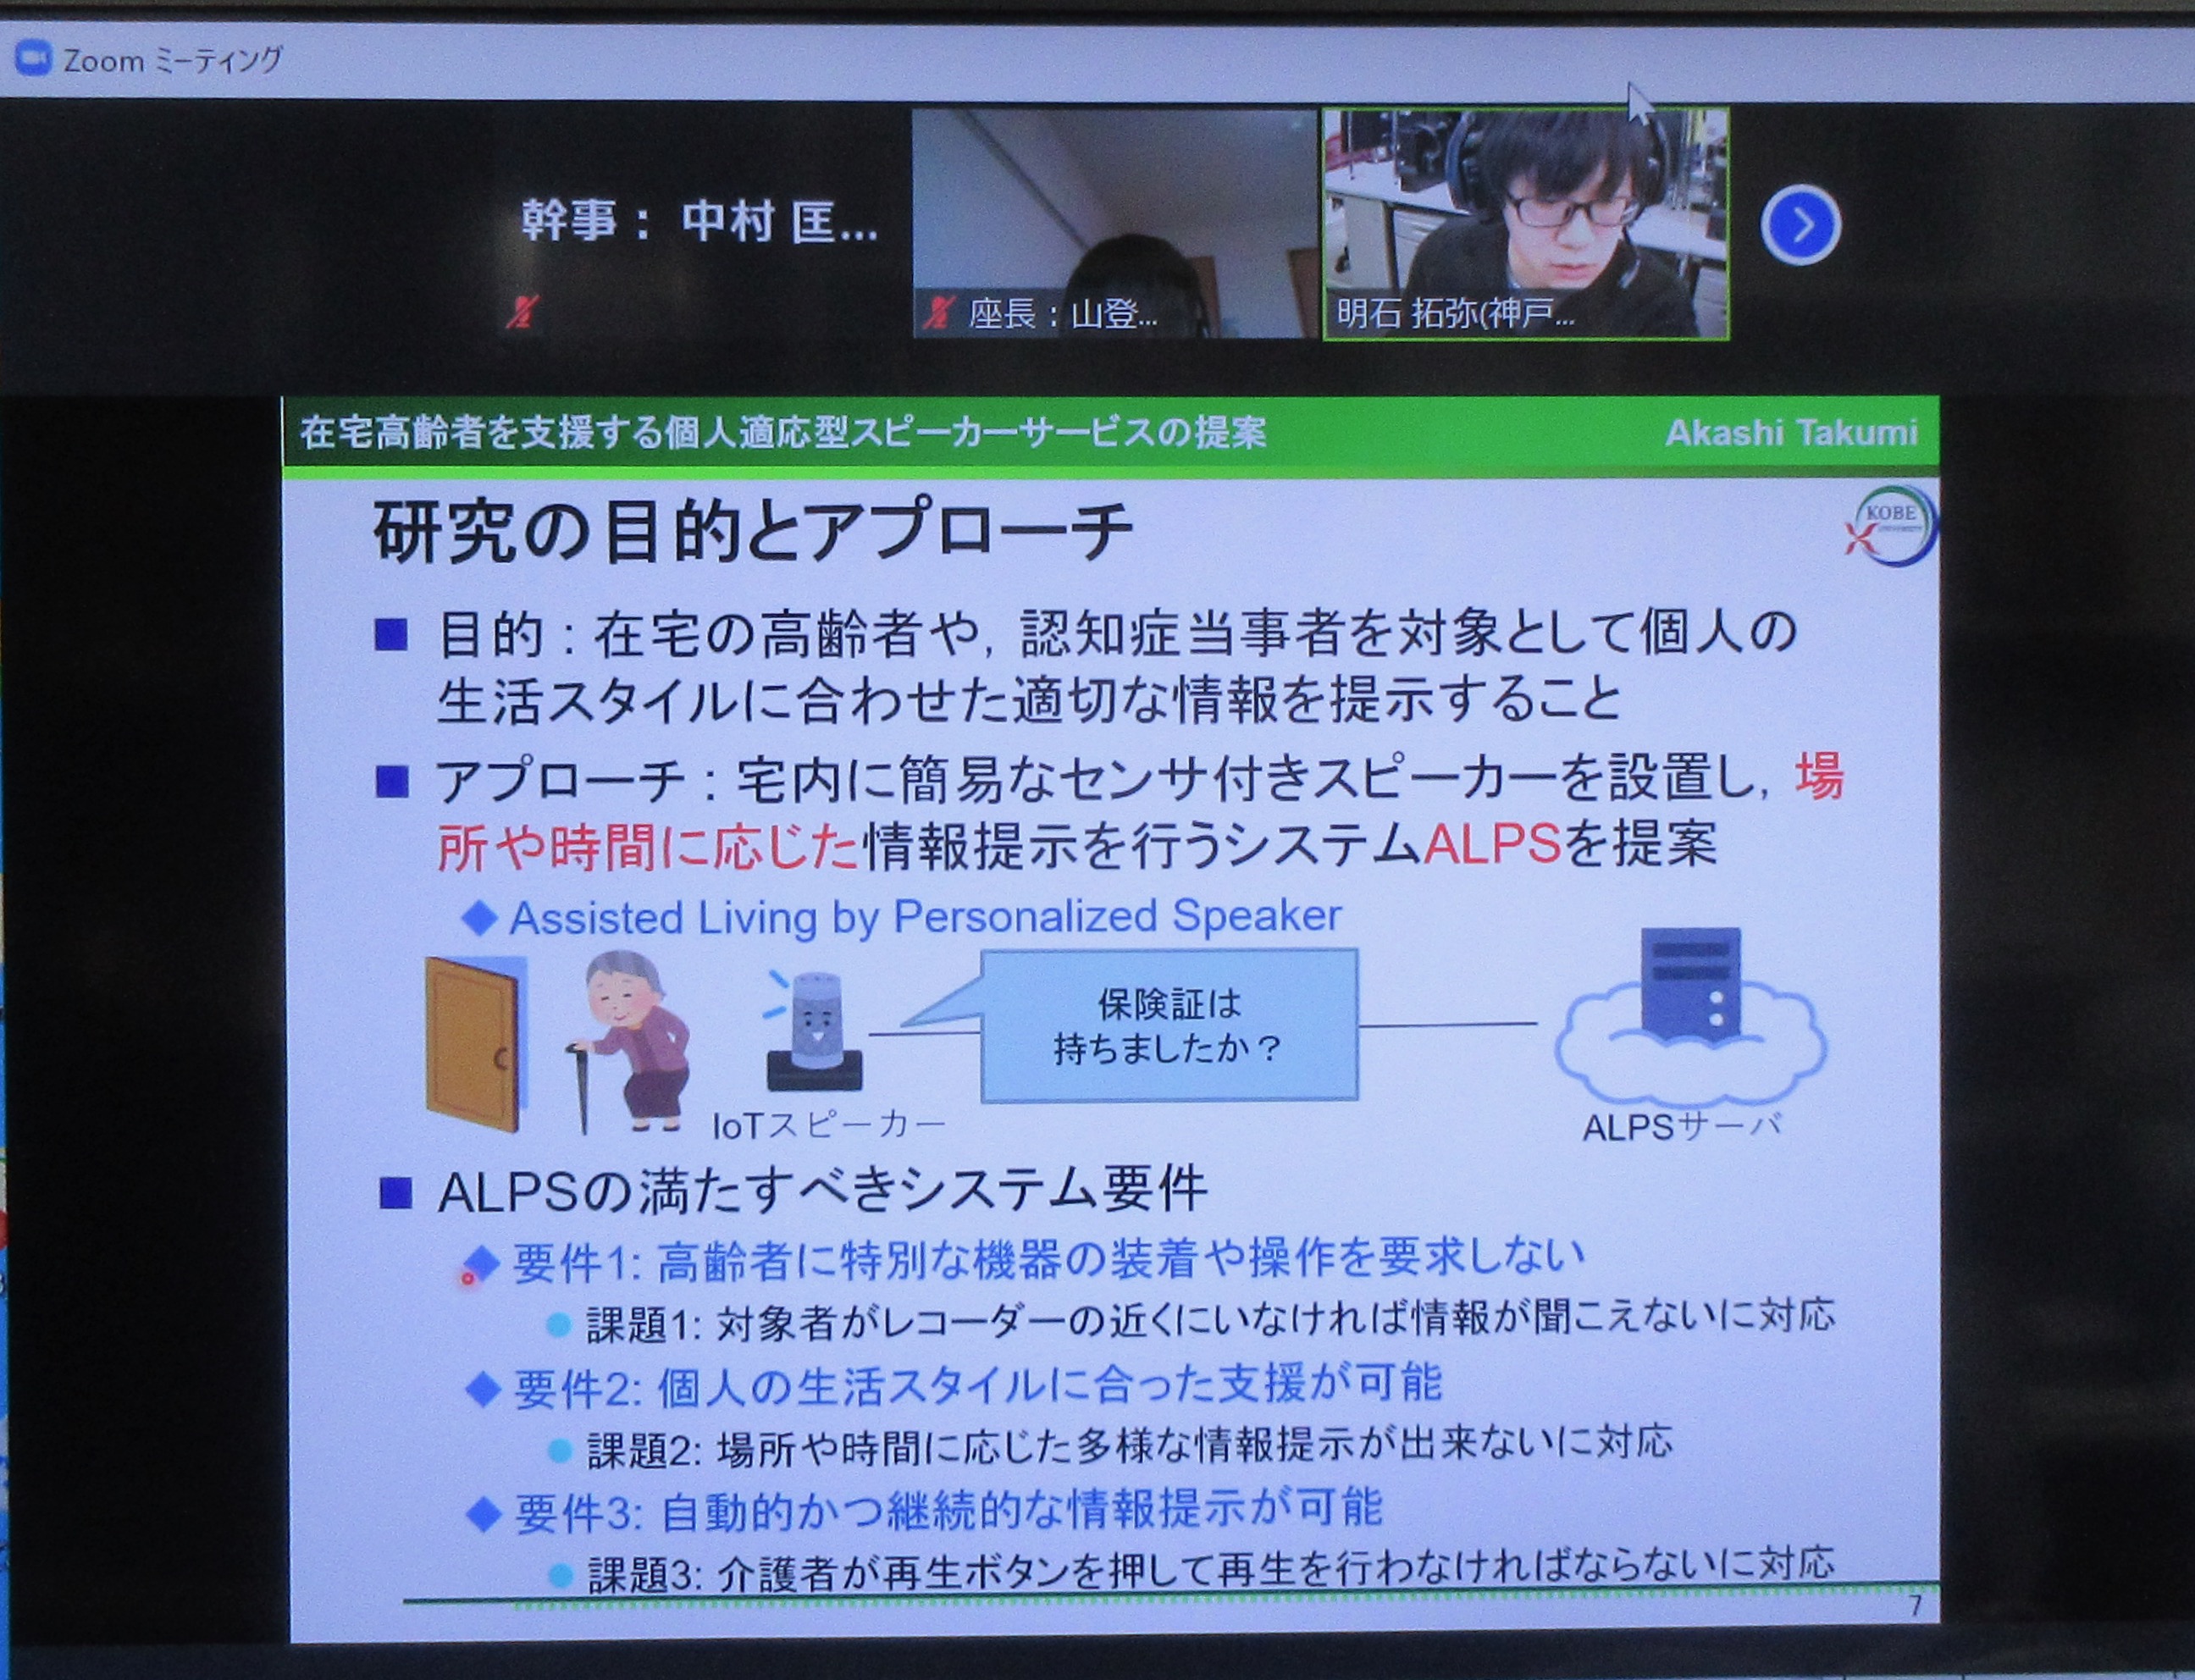 Zoom ミーティング
幹事： 中村 匡...
座長：山登...
明石 拓弥(神戸...
在宅高齢者を支援する個人適応型スピーカーサービスの提案
Akashi Takumi
研究の目的とアプローチ
KOBE
目的：在宅の高齢者や，認知症当事者を対象として個人の
生活スタイルに合わせた適切な情報を提示すること
アプローチ：宅内に簡易なセンサ付きスピーカーを設置し，場
所や時間に応じた情報提示を行うシステムALPSを提案
Assisted Living by Personalized Speaker
保険証は
持ちましたか？
IoTスピーカー
ALPSサーバ
ALPSの満たすべきシステム要件
要件1: 高齢者に特別な機器の装着や操作を要求しない
課題1: 対象者がレコーダーの近くにいなければ情報が聞こえないに対応
要件2: 個人の生活スタイルに合った支援が可能
課題2: 場所や時間に応じた多様な情報提示が出来ないに対応
要件3: 自動的かつ継続的な情報提示が可能
課題3: 介護者が再生ボタンを押して再生を行わなければならないに対応
7